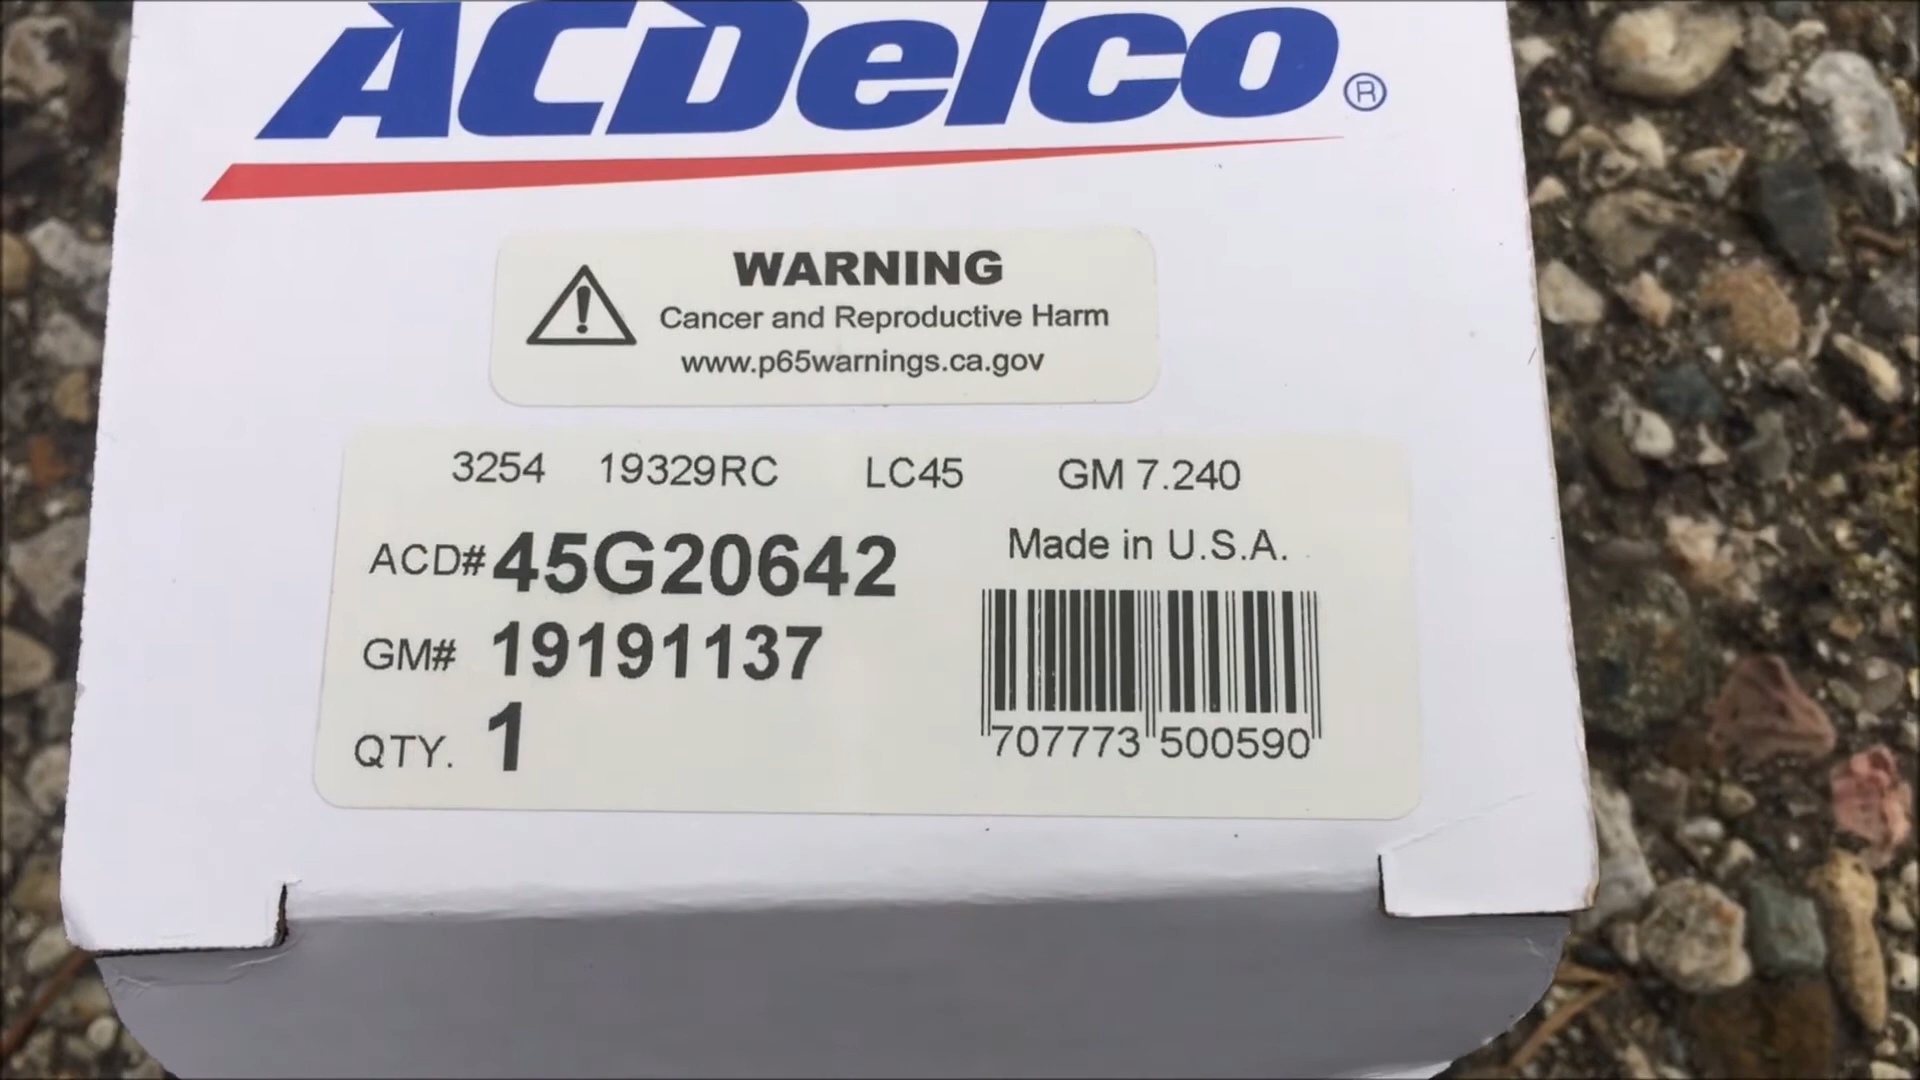 ACDelco®
WARNING
Cancer and Reproductive Harm
www.p65warnings.ca.gov
3254 19329RC LC45 GM 7.240
ACD# 45G20642
Made in U.S.A.
GM# 19191137
QTY. 1
707773 500590